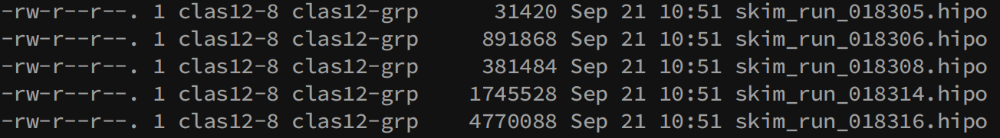 -rw-r--r--. 1 clas12-8 clas12-grp      31420 Sep 21 10:51 skim_run_018305.hipo
-rw-r--r--. 1 clas12-8 clas12-grp     891868 Sep 21 10:51 skim_run_018306.hipo
-rw-r--r--. 1 clas12-8 clas12-grp     381484 Sep 21 10:51 skim_run_018308.hipo
-rw-r--r--. 1 clas12-8 clas12-grp    1745528 Sep 21 10:51 skim_run_018314.hipo
-rw-r--r--. 1 clas12-8 clas12-grp    4770088 Sep 21 10:51 skim_run_018316.hipo